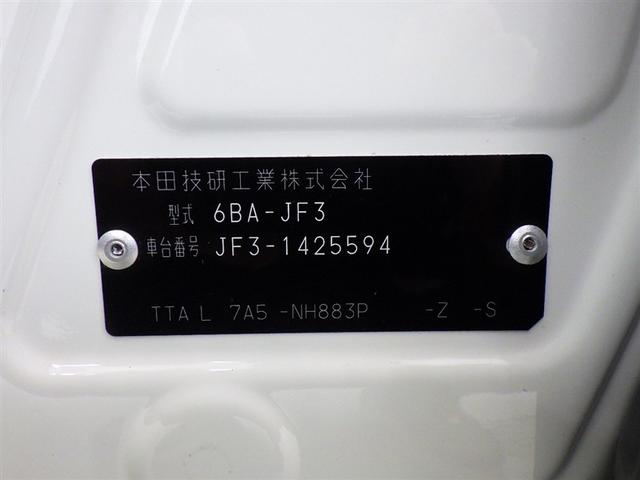 本田技研工業株式会社
型式 6BA-JF3
車台番号 JF3-1425594
TTA L 7A5 -NH883P -Z -S